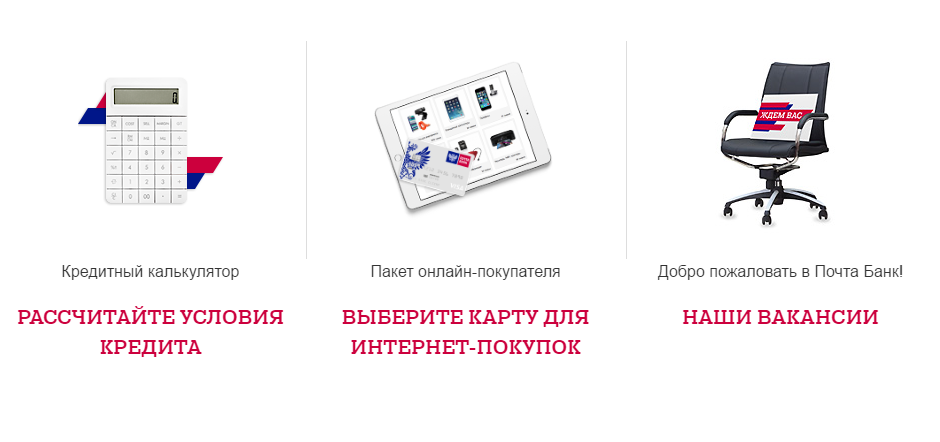 ЖДЕМ ВАС
VISA
Кредитный калькулятор
Пакет онлайн-покупателя
Добро пожаловать в Почта Банк!
РАССЧИТАЙТЕ УСЛОВИЯ
КРЕДИТА
ВЫБЕРИТЕ КАРТУ ДЛЯ
ИНТЕРНЕТ-ПОКУПОК
НАШИ ВАКАНСИИ